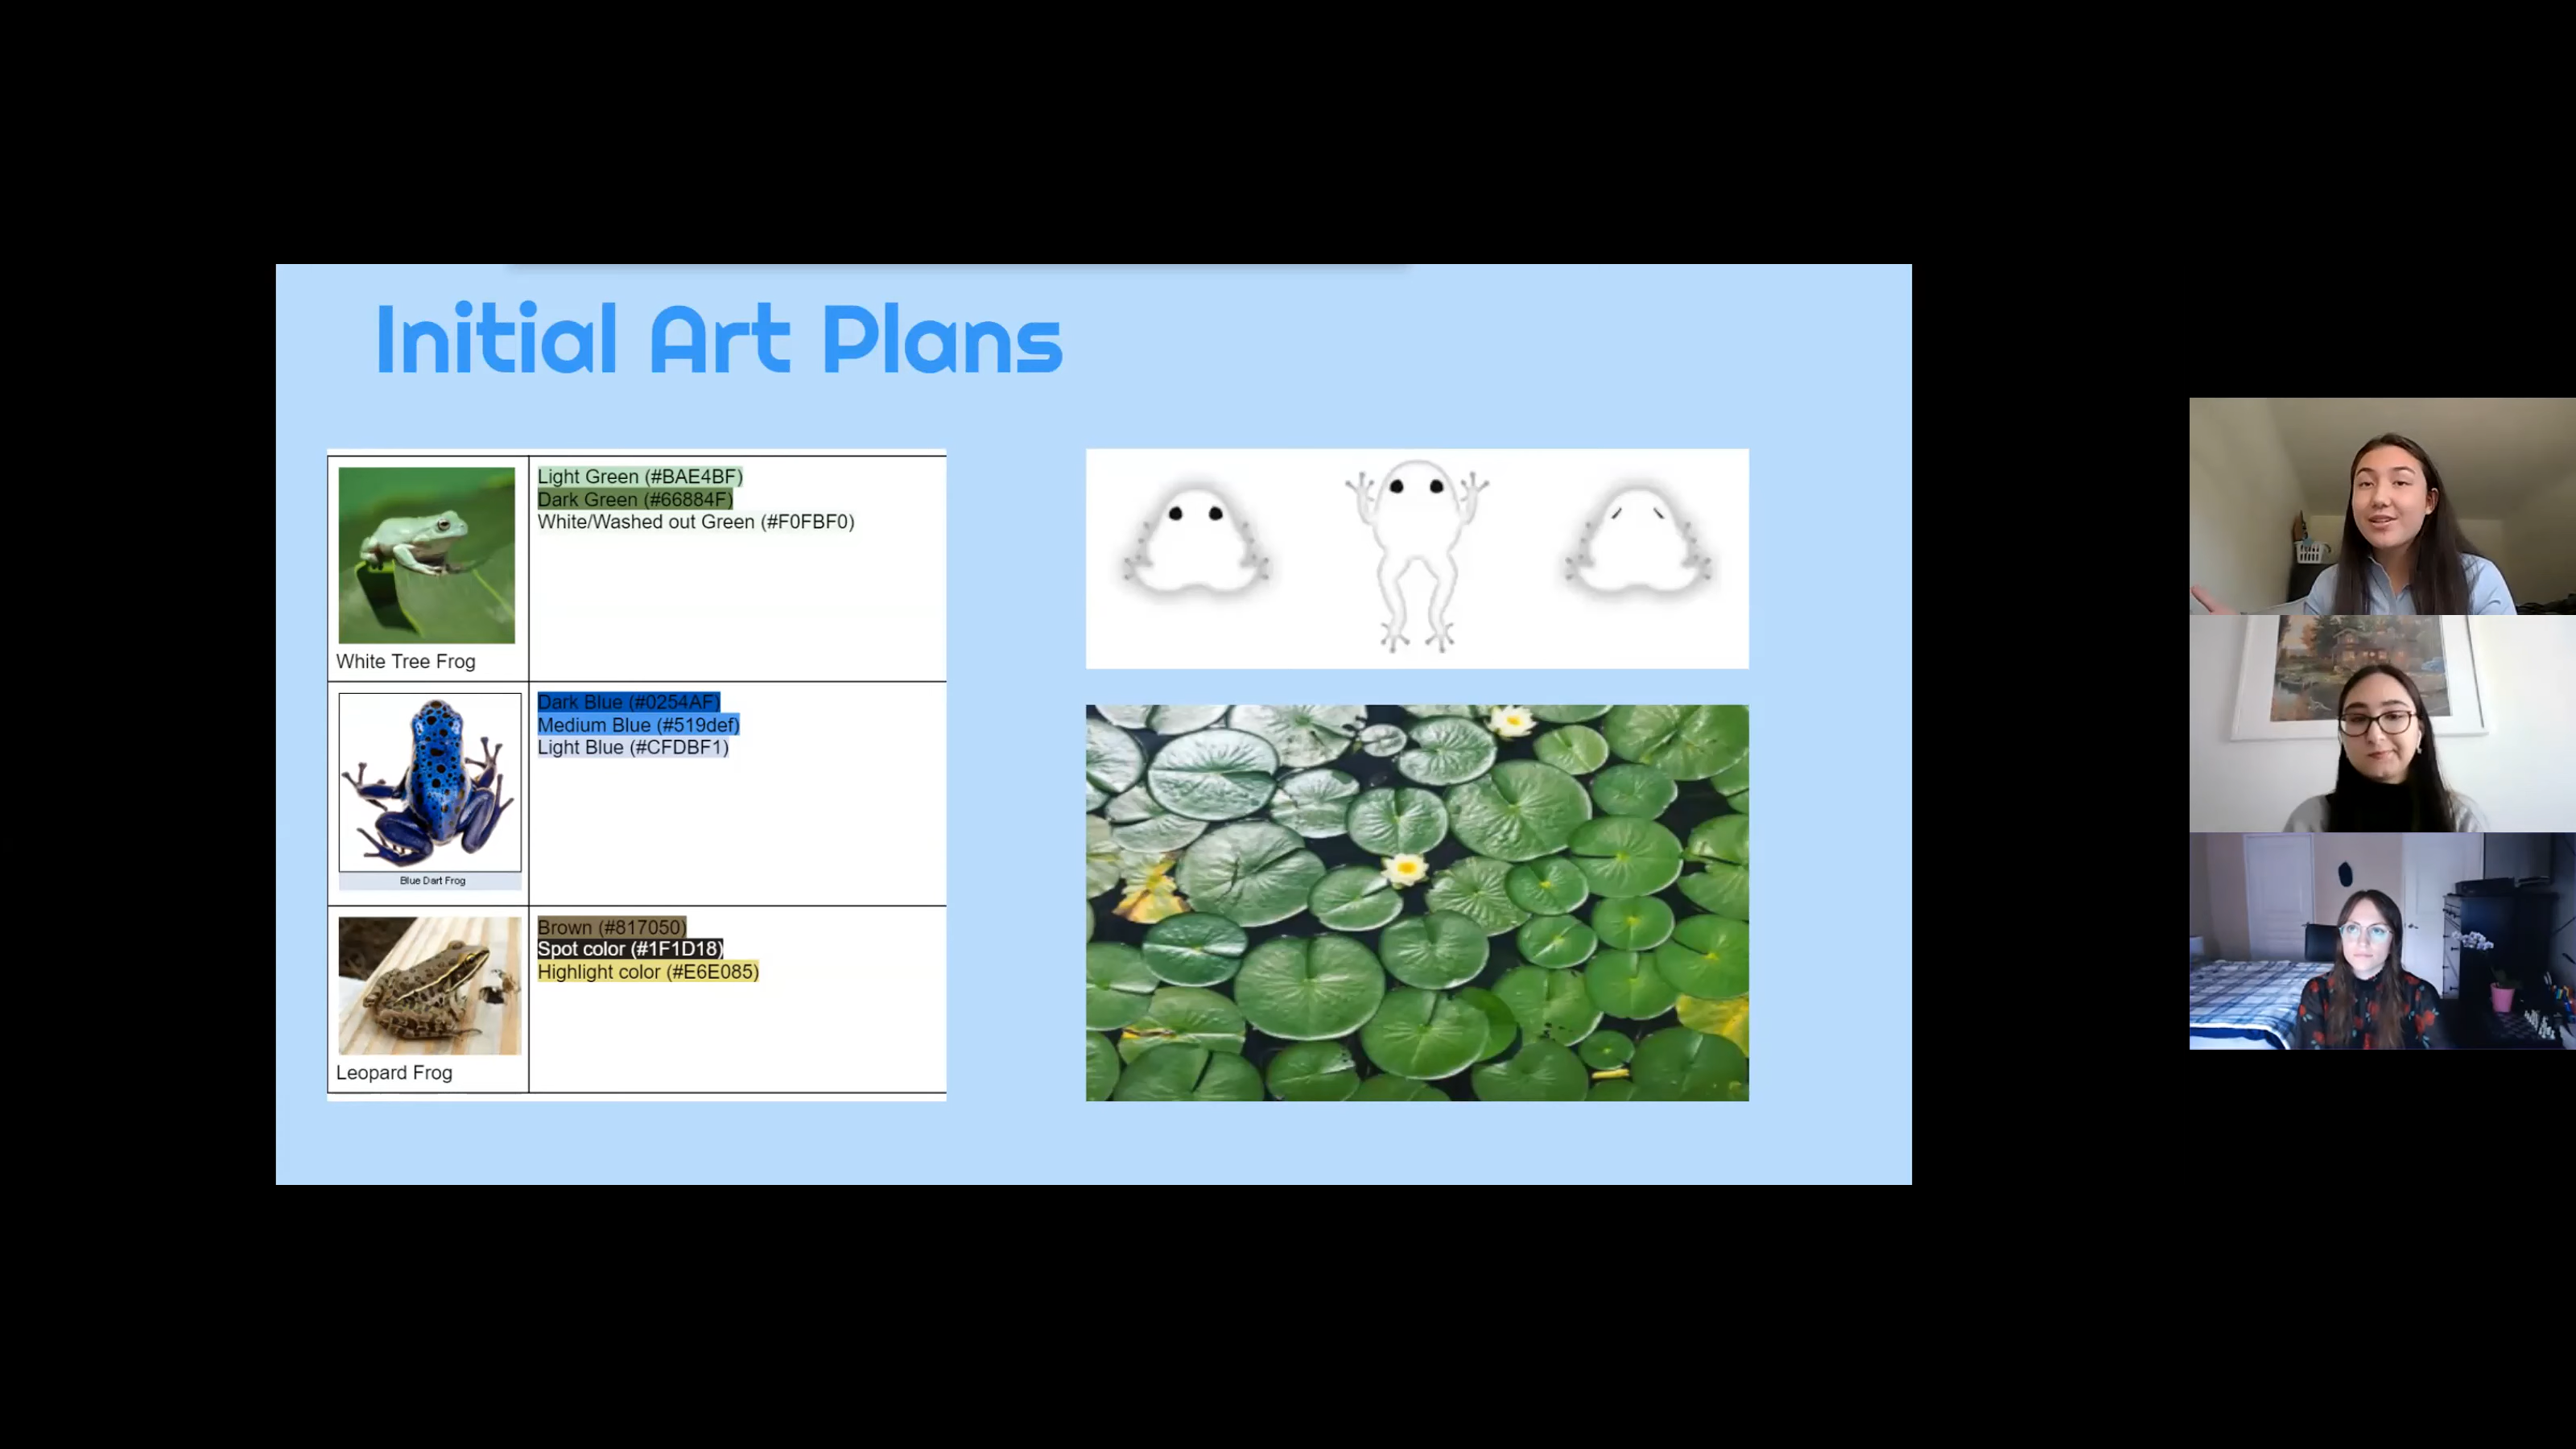 Initial Art Plans
Light Green (#BAE4BF)
Dark Green (#66884F)
White/Washed out Green (#F0FBF0)
White Tree Frog
Dark Blue (#0254AF)
Medium Blue (#519def)
Light Blue (#CFDBF1)
Blue Dart Frog
Brown (#817050)
Spot color (#1F1D18)
Highlight color (#E6E085)
Leopard Frog